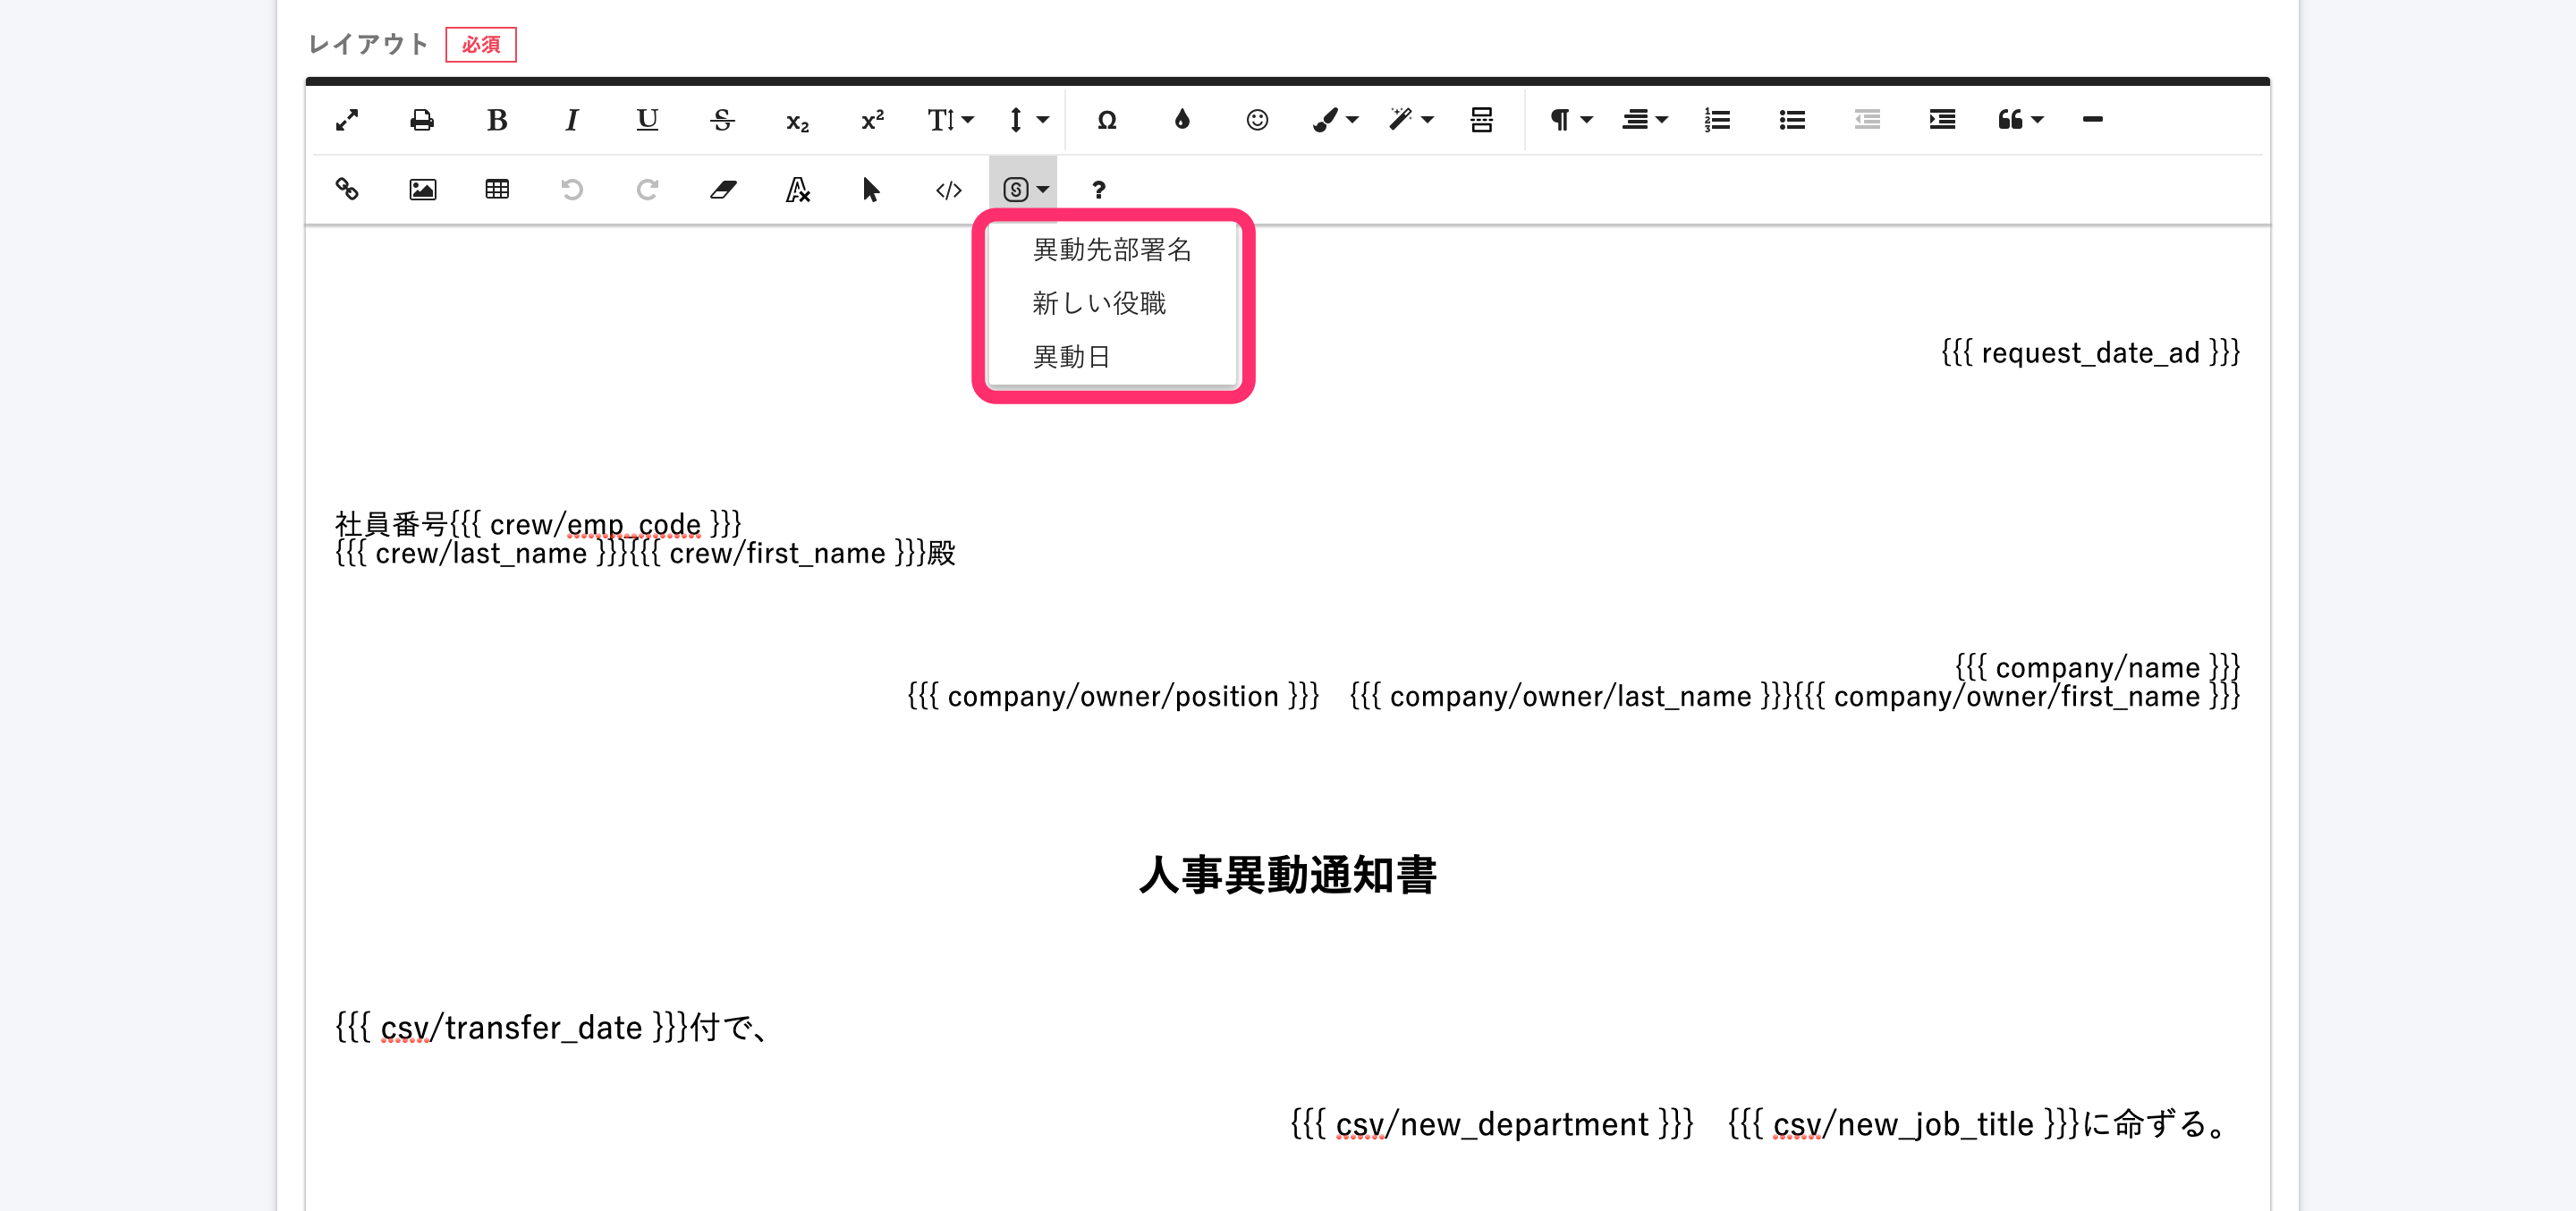 レイアウト 必須
異動先部署名
新しい役職
異動日
{{{ request_date_ad }}}
社員番号{{{ crew/emp_code }}}
{{{ crew/last_name }}}{{{ crew/first_name }}}殿
{{{ company/name }}}
{{{ company/owner/position }}} {{{ company/owner/last_name }}}{{{ company/owner/first_name }}}
人事異動通知書
{{{ csv/transfer_date }}}付で、
{{{ csv/new_department }}} {{{ csv/new_job_title }}}に命ずる。